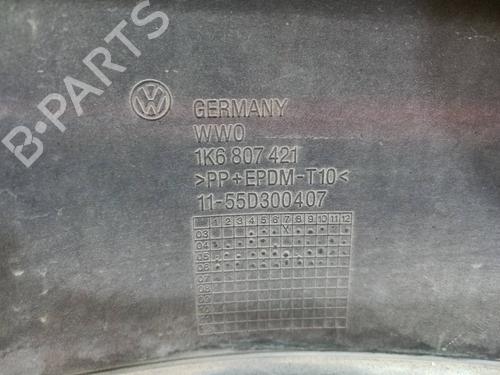 B-PARTS
GERMANY
WWO
1K6 807 421
>PP+EPDM-T10<
11-55D300407
1 2 3 4 5 6 7 8 9 10 11 12
03
04
05
06
07